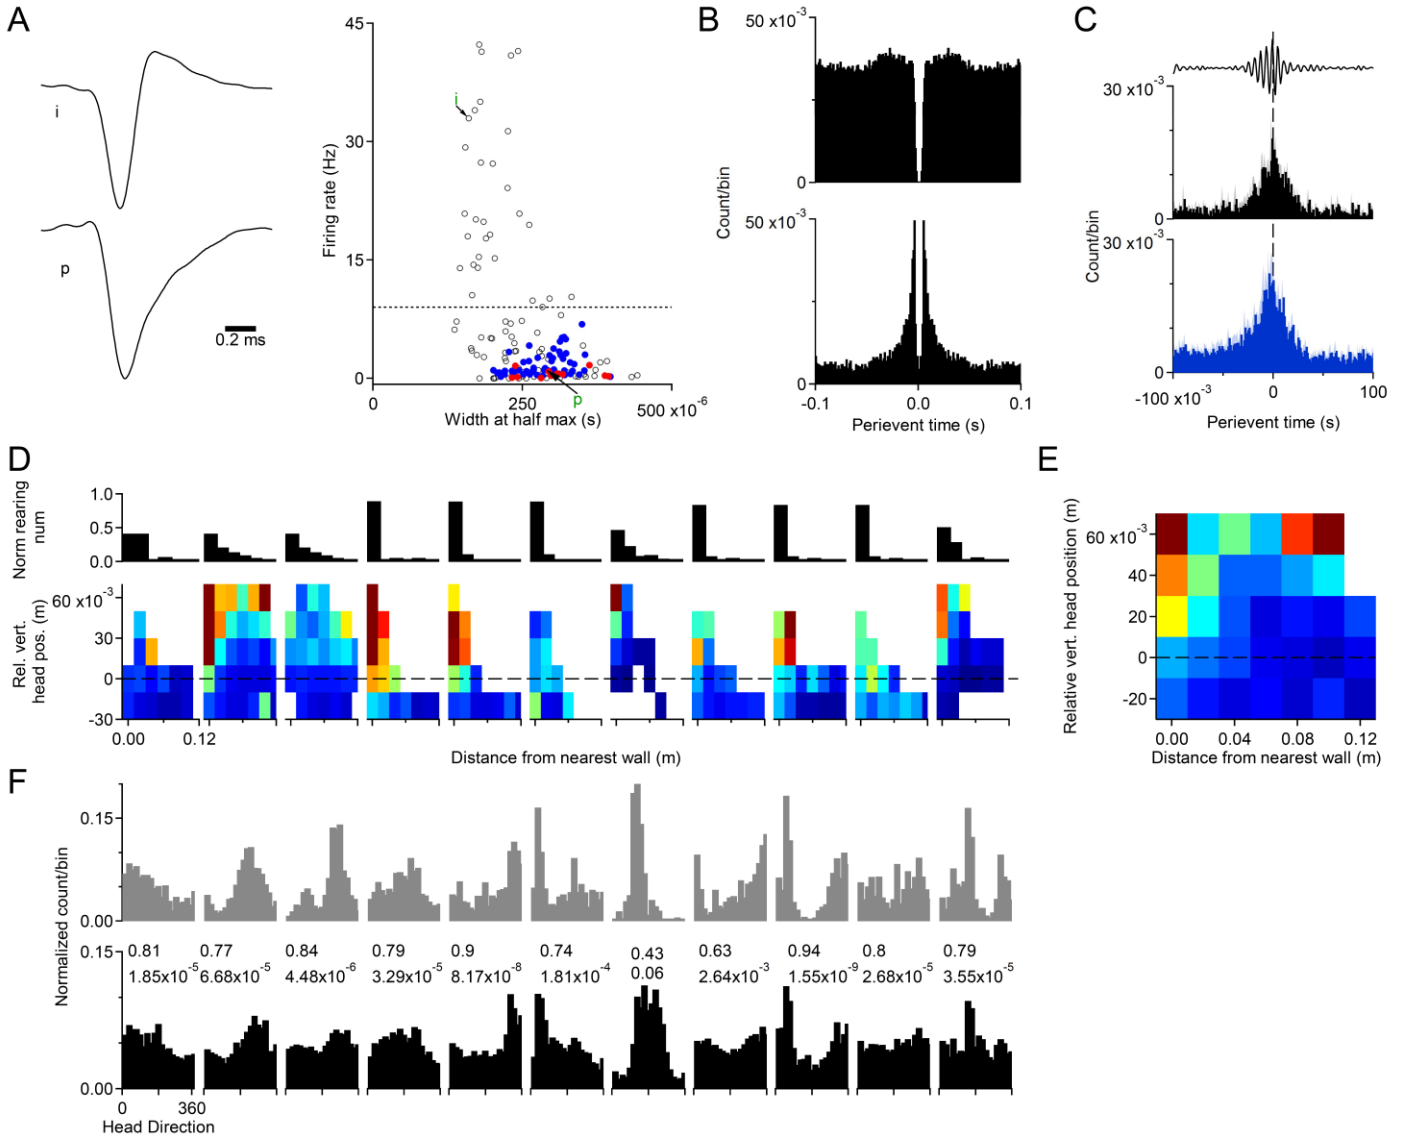 A
i
p
0.2 ms
45
30
15
0
Firing rate (Hz)
i
p
0
250
500 x10-6
Width at half max (s)
B
50 x10-3
0
50 x10-3
0
Count/bin
-0.1
0.0
0.1
Perievent time (s)
C
30 x10-3
0
30 x10-3
0
Count/bin
-100 x10-3
0
100
Perievent time (s)
D
Norm rearing
num
1.0
0.5
0.0
Rel. vert.
head pos. (m)
60 x10-3
30
0
-30
0.00
0.12
Distance from nearest wall (m)
E
Relative vert. head position (m)
60 x10-3
40
20
0
-20
0.00
0.04
0.08
0.12
Distance from nearest wall (m)
F
Normalized count/bin
0.15
0.00
0.15
0.00
0.81 0.77 0.84 0.79 0.9 0.74 0.43 0.63 0.94 0.8 0.79
1.85x10-5 6.68x10-5 4.48x10-6 3.29x10-5 8.17x10-8 1.81x10-4 0.06 2.64x10-3 1.55x10-9 2.68x10-5 3.55x10-5
0
360
Head Direction